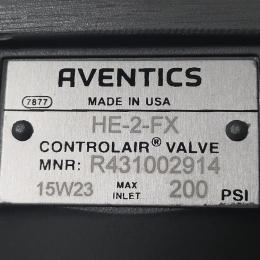 AVENTICS
7877 MADE IN USA
HE-2-FX
CONTROLAIR® VALVE
MNR: R431002914
15W23 MAX INLET 200 PSI